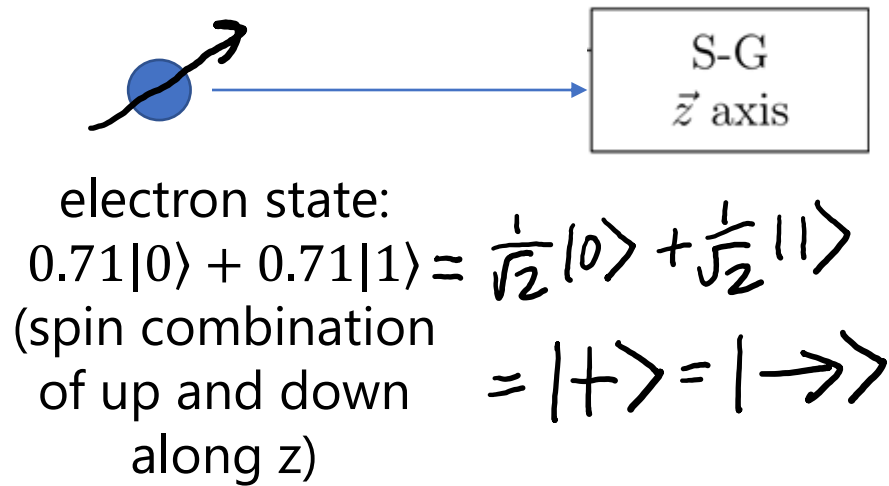 S-G
z⃗ axis
electron state:
0.71|0⟩ + 0.71|1⟩ = 1/√2 |0⟩ + 1/√2 |1⟩
(spin combination
of up and down
= |+⟩ = |→⟩
along z)